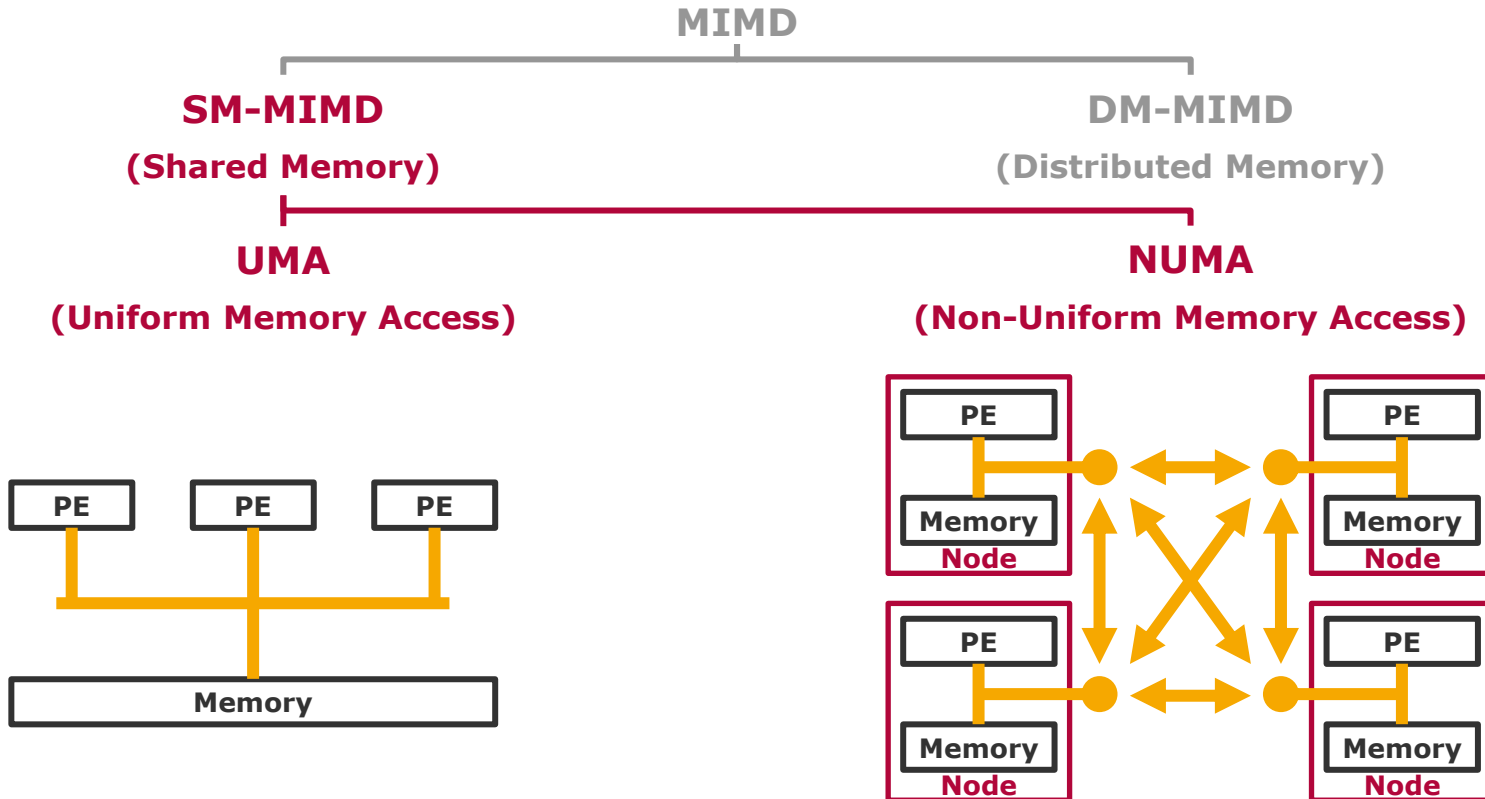 MIMD
SM-MIMD
(Shared Memory)
DM-MIMD
(Distributed Memory)
UMA
(Uniform Memory Access)
NUMA
(Non-Uniform Memory Access)
PE
PE
PE
Memory
PE
Memory
Node
PE
Memory
Node
PE
Memory
Node
PE
Memory
Node